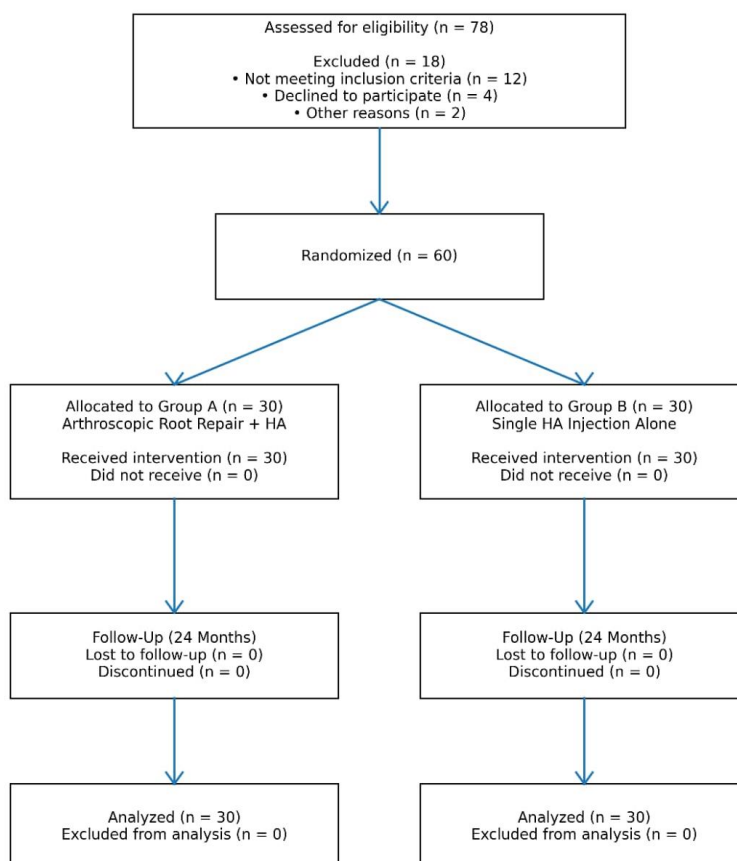 Assessed for eligibility (n = 78)
Excluded (n = 18)
• Not meeting inclusion criteria (n = 12)
• Declined to participate (n = 4)
• Other reasons (n = 2)
Randomized (n = 60)
Allocated to Group A (n = 30)
Arthroscopic Root Repair + HA
Received intervention (n = 30)
Did not receive (n = 0)
Allocated to Group B (n = 30)
Single HA Injection Alone
Received intervention (n = 30)
Did not receive (n = 0)
Follow-Up (24 Months)
Lost to follow-up (n = 0)
Discontinued (n = 0)
Follow-Up (24 Months)
Lost to follow-up (n = 0)
Discontinued (n = 0)
Analyzed (n = 30)
Excluded from analysis (n = 0)
Analyzed (n = 30)
Excluded from analysis (n = 0)